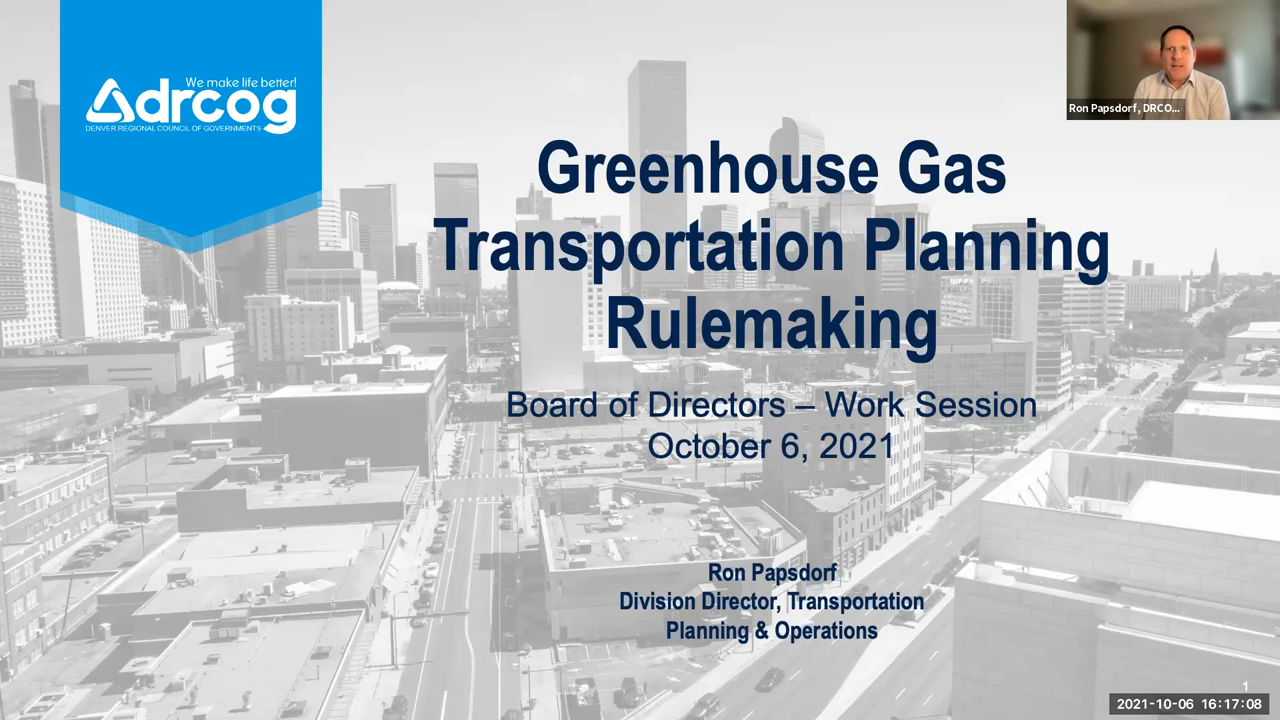 We make life better!
drcog
DENVER REGIONAL COUNCIL OF GOVERNMENTS
Ron Papsdorf, DRCO...
Greenhouse Gas
Transportation Planning
Rulemaking
Board of Directors – Work Session
October 6, 2021
Ron Papsdorf
Division Director, Transportation
Planning & Operations
1
2021-10-06 16:17:08